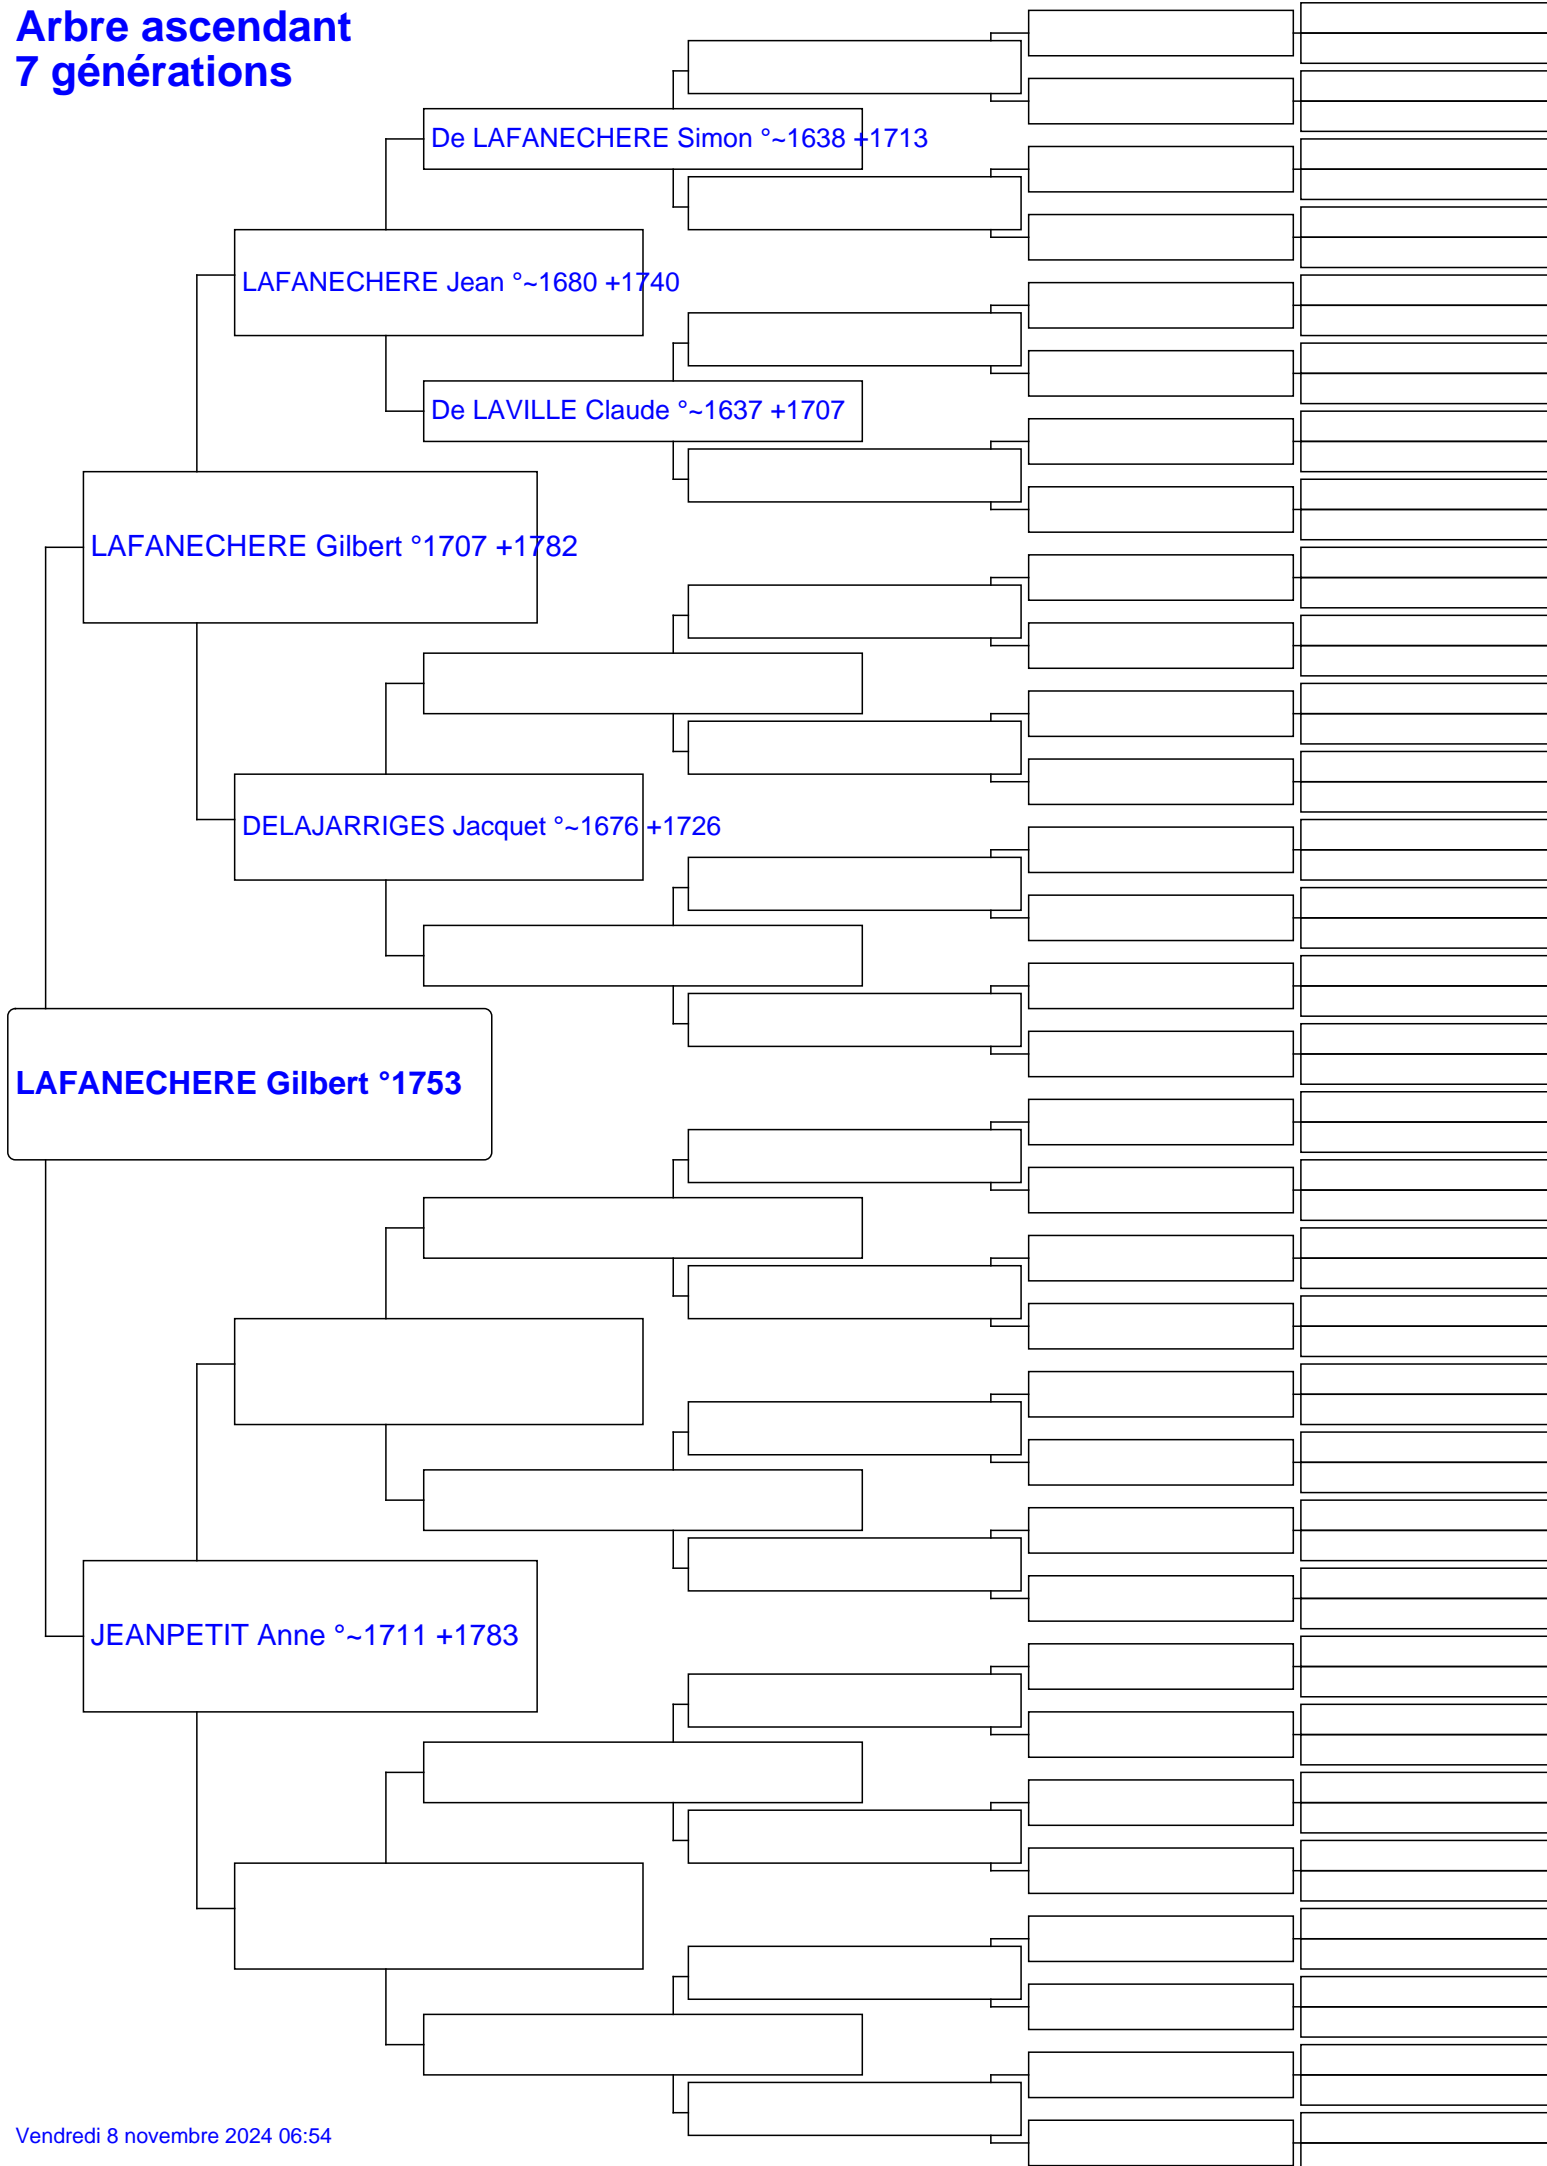 Arbre ascendant
7 générations
De LAFANECHERE Simon °~1638 +1713
LAFANECHERE Jean °~1680 +1740
De LAVILLE Claude °~1637 +1707
LAFANECHERE Gilbert °1707 +1782
DELAJARRIGES Jacquet °~1676 +1726
LAFANECHERE Gilbert °1753
JEANPETIT Anne °~1711 +1783
Vendredi 8 novembre 2024 06:54